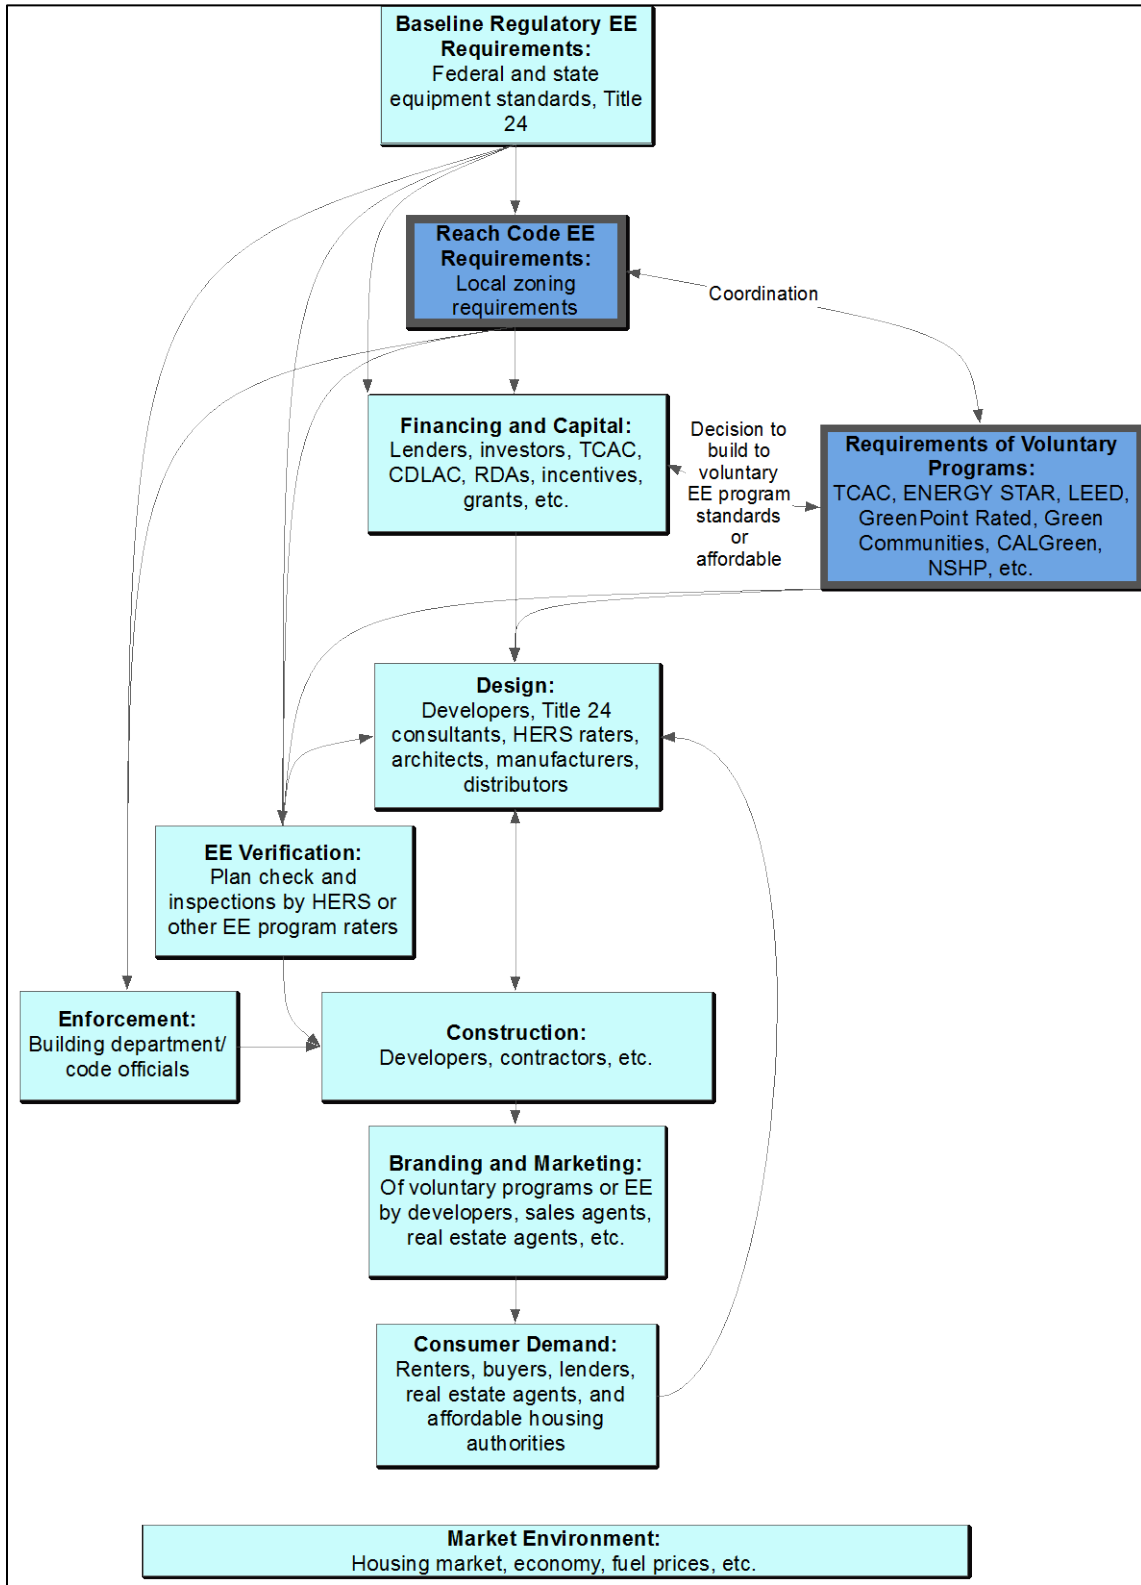 Baseline Regulatory EE
Requirements:
Federal and state
equipment standards, Title
24
Reach Code EE
Requirements:
Local zoning
requirements
Coordination
Financing and Capital:
Lenders, investors, TCAC,
CDLAC, RDAs, incentives,
grants, etc.
Decision to
build to
voluntary
EE program
standards
or
affordable
Requirements of Voluntary
Programs:
TCAC, ENERGY STAR, LEED,
GreenPoint Rated, Green
Communities, CALGreen,
NSHP, etc.
Design:
Developers, Title 24
consultants, HERS raters,
architects, manufacturers,
distributors
EE Verification:
Plan check and
inspections by HERS or
other EE program raters
Enforcement:
Building department/
code officials
Construction:
Developers, contractors, etc.
Branding and Marketing:
Of voluntary programs or EE
by developers, sales agents,
real estate agents, etc.
Consumer Demand:
Renters, buyers, lenders,
real estate agents, and
affordable housing
authorities
Market Environment:
Housing market, economy, fuel prices, etc.